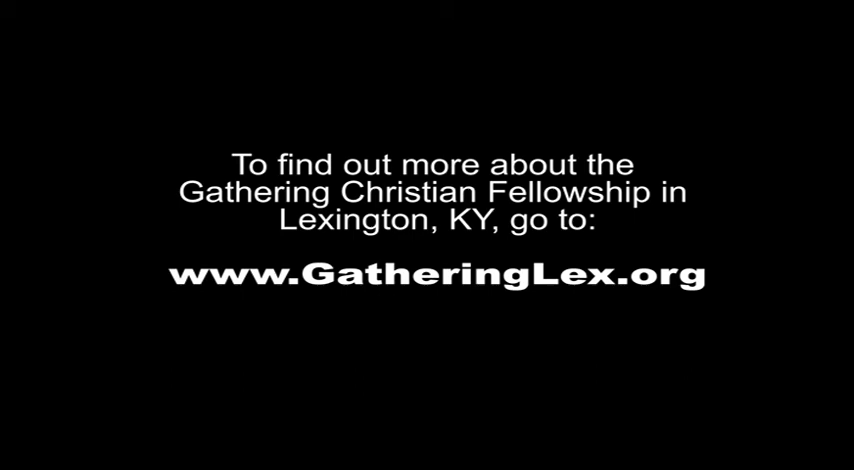 To find out more about the
Gathering Christian Fellowship in
Lexington, KY, go to:
www.GatheringLex.org